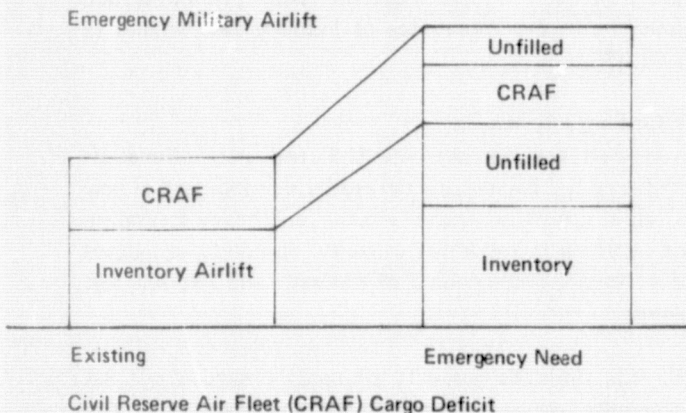 Emergency Military Airlift
Unfilled
CRAF
CRAF
Unfilled
Inventory Airlift
Inventory
Existing
Emergency Need
Civil Reserve Air Fleet (CRAF) Cargo Deficit